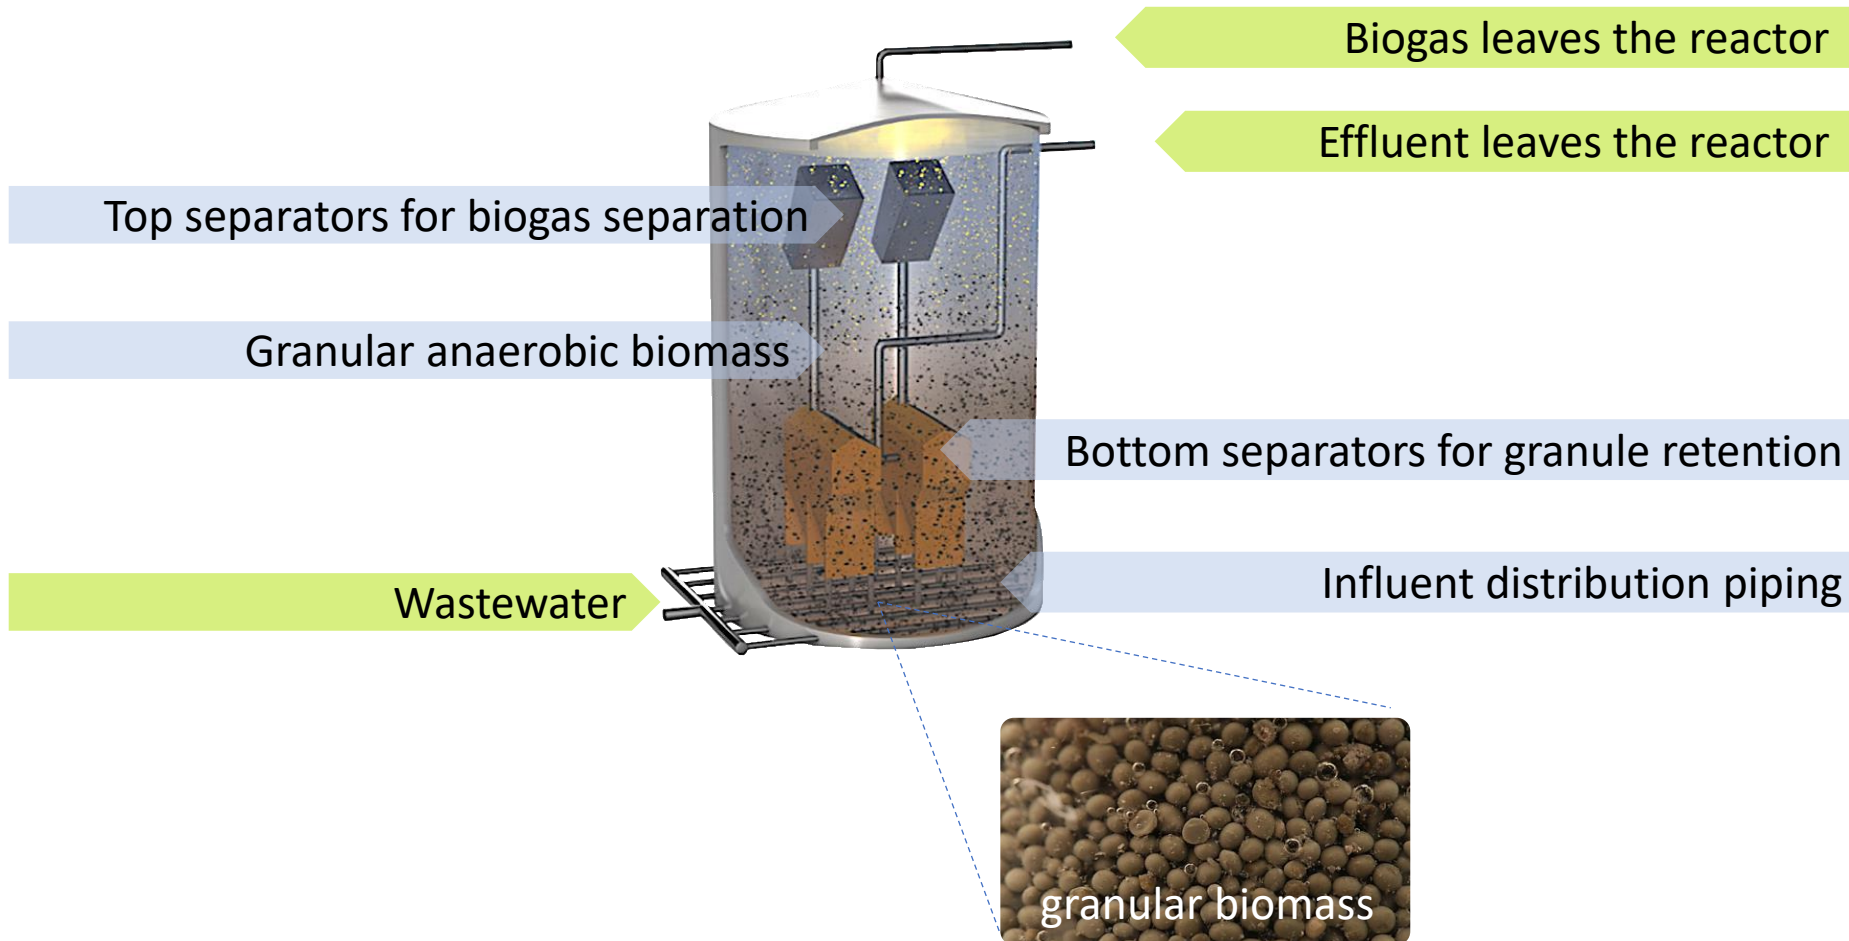 Biogas leaves the reactor
Effluent leaves the reactor
Top separators for biogas separation
Granular anaerobic biomass
Bottom separators for granule retention
Influent distribution piping
Wastewater
granular biomass